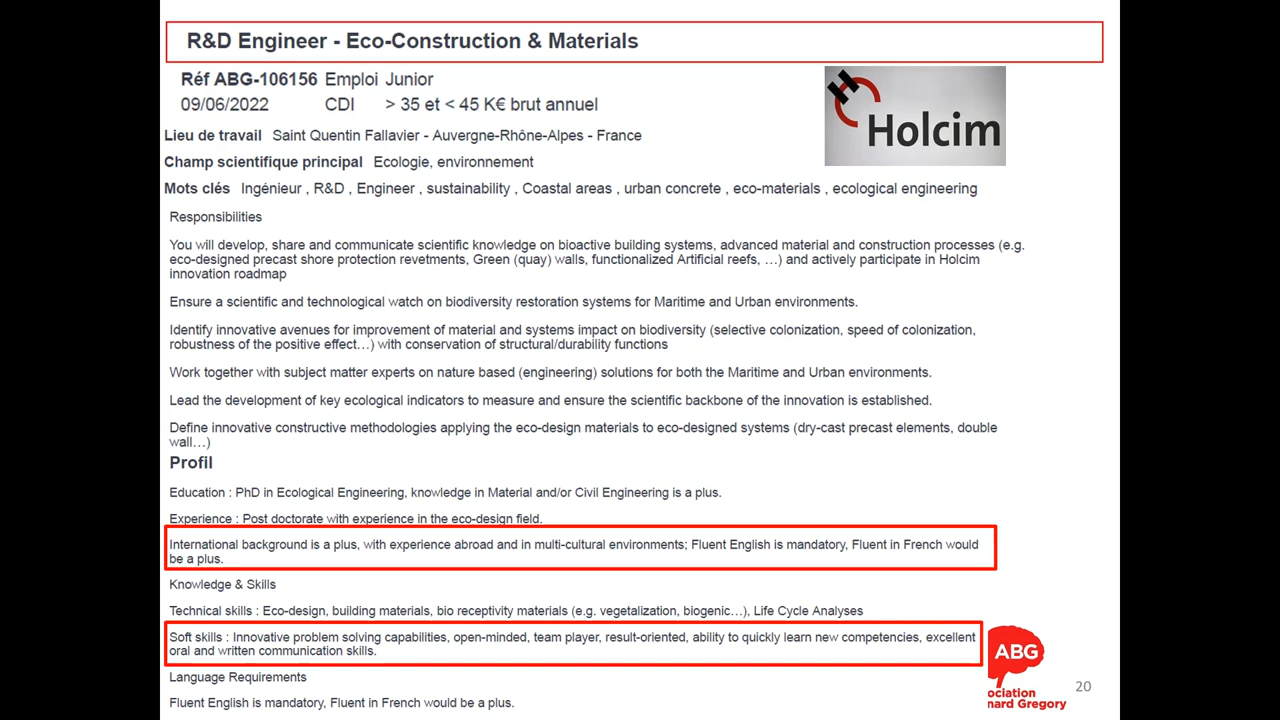 R&D Engineer - Eco-Construction & Materials
Réf ABG-106156 Emploi Junior
09/06/2022 CDI > 35 et < 45 K€ brut annuel
Holcim
Lieu de travail Saint Quentin Fallavier - Auvergne-Rhône-Alpes - France
Champ scientifique principal Ecologie, environnement
Mots clés Ingénieur , R&D , Engineer , sustainability , Coastal areas , urban concrete , eco-materials , ecological engineering
Responsibilities
You will develop, share and communicate scientific knowledge on bioactive building systems, advanced material and construction processes (e.g.
eco-designed precast shore protection revetments, Green (quay) walls, functionalized Artificial reefs, …) and actively participate in Holcim
innovation roadmap
Ensure a scientific and technological watch on biodiversity restoration systems for Maritime and Urban environments.
Identify innovative avenues for improvement of material and systems impact on biodiversity (selective colonization, speed of colonization,
robustness of the positive effect…) with conservation of structural/durability functions
Work together with subject matter experts on nature based (engineering) solutions for both the Maritime and Urban environments.
Lead the development of key ecological indicators to measure and ensure the scientific backbone of the innovation is established.
Define innovative constructive methodologies applying the eco-design materials to eco-designed systems (dry-cast precast elements, double
wall…)
Profil
Education : PhD in Ecological Engineering, knowledge in Material and/or Civil Engineering is a plus.
Experience : Post doctorate with experience in the eco-design field.
International background is a plus, with experience abroad and in multi-cultural environments; Fluent English is mandatory, Fluent in French would
be a plus.
Knowledge & Skills
Technical skills : Eco-design, building materials, bio receptivity materials (e.g. vegetalization, biogenic…), Life Cycle Analyses
Soft skills : Innovative problem solving capabilities, open-minded, team player, result-oriented, ability to quickly learn new competencies, excellent
oral and written communication skills.
Language Requirements
Fluent English is mandatory, Fluent in French would be a plus.
ABG
ociation
nard Gregory
20